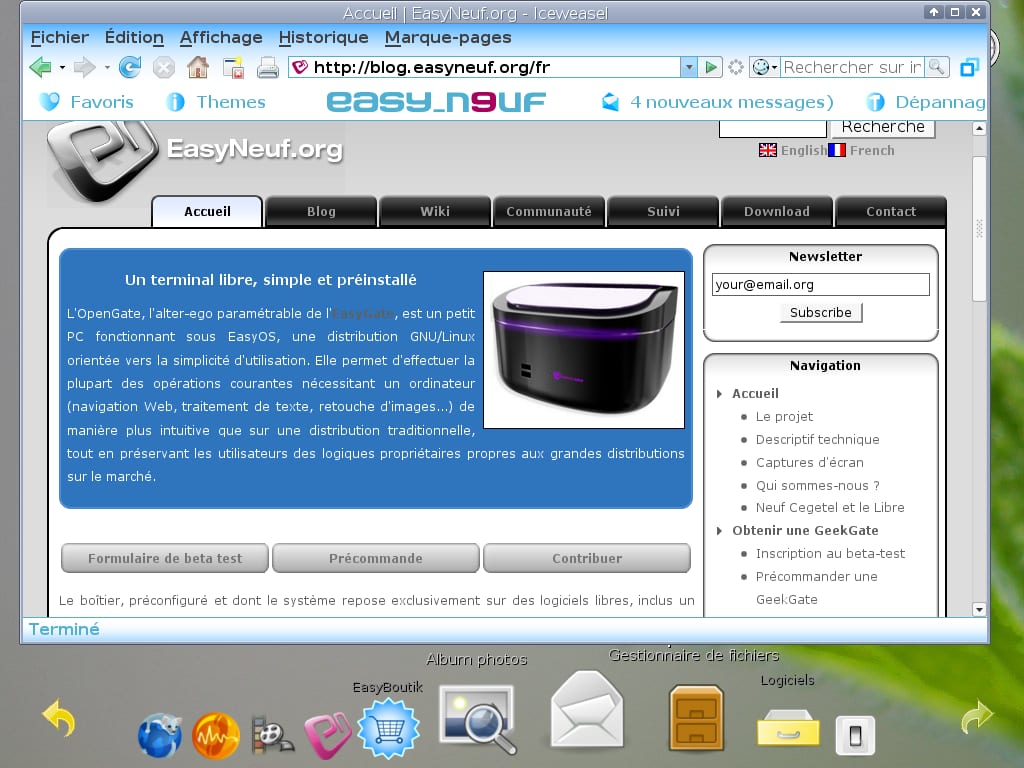 Accueil | EasyNeuf.org - Iceweasel
Fichier Édition Affichage Historique Marque-pages
http://blog.easyneuf.org/fr
Rechercher sur
Favoris Themes easy_neuf 4 nouveaux messages) Dépannag
EasyNeuf.org
Recherche
English French
Accueil Blog Wiki Communauté Suivi Download Contact
Un terminal libre, simple et préinstallé
L'OpenGate, l'alter-ego paramétrable de l'EasyGate, est un petit
PC fonctionnant sous EasyOS, une distribution GNU/Linux
orientée vers la simplicité d'utilisation. Elle permet d'effectuer la
plupart des opérations courantes nécessitant un ordinateur
(navigation Web, traitement de texte, retouche d'images...) de
manière plus intuitive que sur une distribution traditionnelle,
tout en préservant les utilisateurs des logiques propriétaires propres aux grandes distributions
sur le marché.
Formulaire de beta test Précommande Contribuer
Le boîtier, préconfiguré et dont le système repose exclusivement sur des logiciels libres, inclus un
Newsletter
your@email.org
Subscribe
Navigation
Accueil
Le projet
Descriptif technique
Captures d'écran
Qui sommes-nous ?
Neuf Cegetel et le Libre
Obtenir une GeekGate
Inscription au beta-test
Précommander une
GeekGate
Terminé
Album photos
Gestionnaire de fichiers
EasyBoutik
Logiciels